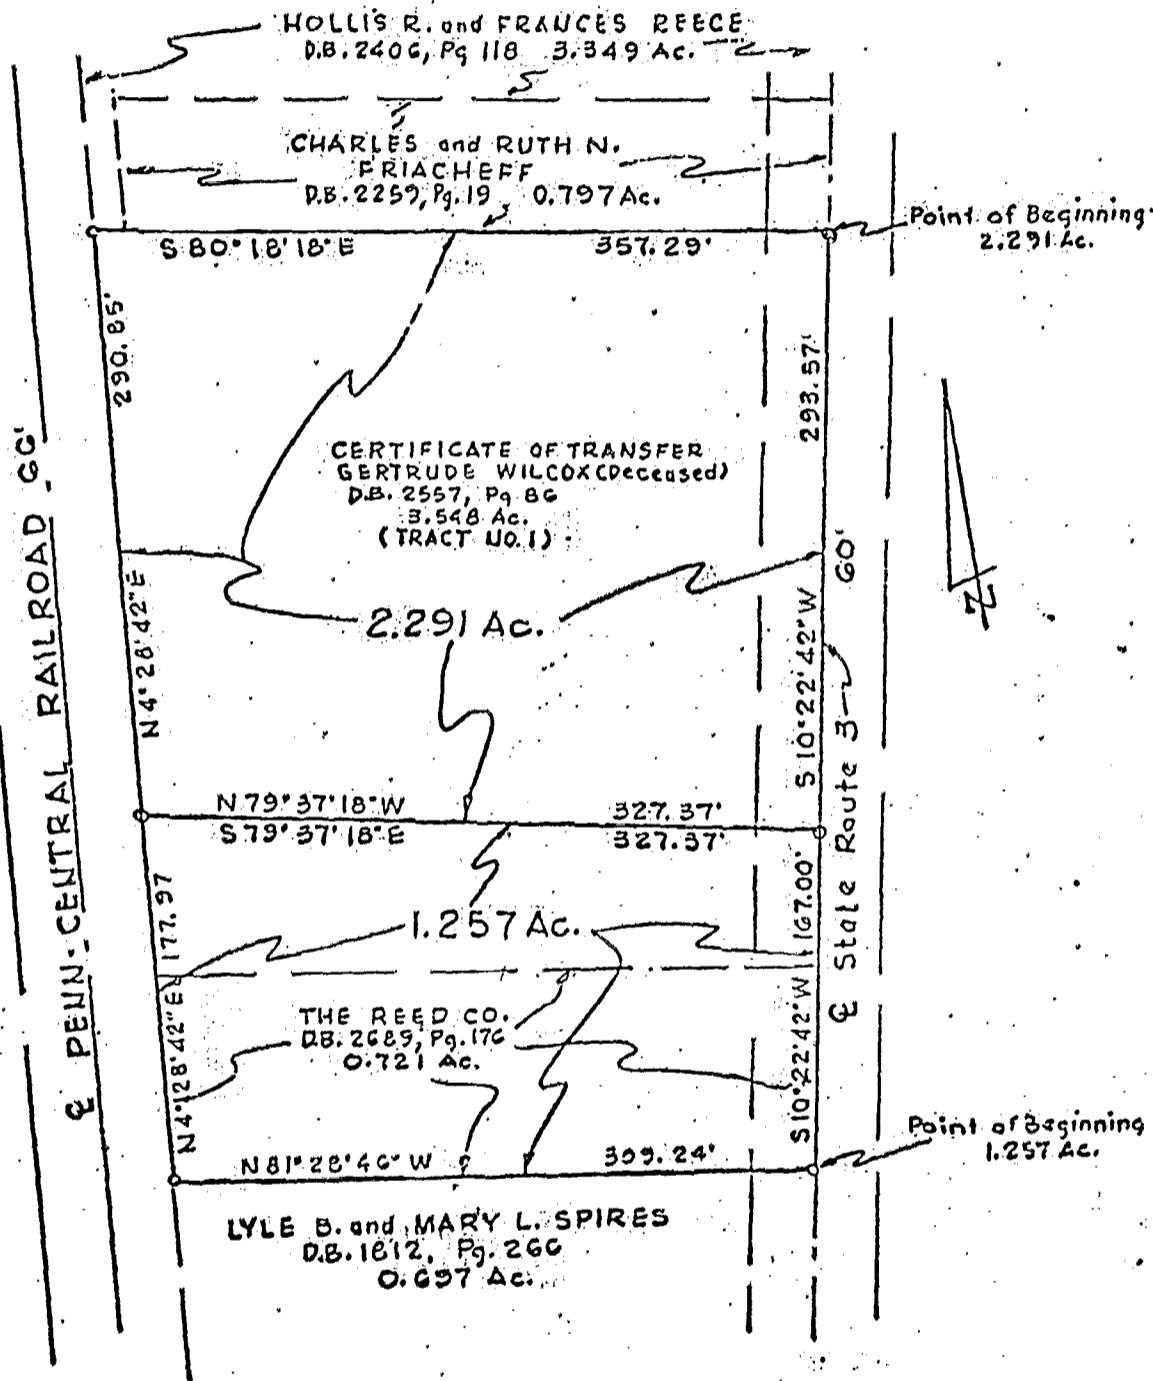 HOLLIS R. and FRANCES REECE
D.B. 2406, Pg 118 3.349 Ac.
CHARLES and RUTH N.
FRIACHEFF
D.B. 2259, Pg. 19 0.797 Ac.
Point of Beginning
2.291 Ac.
S 80° 18' 18" E 357.29'
290.85'
293.57'
CERTIFICATE OF TRANSFER
GERTRUDE WILCOX (Deceased)
D.B. 2557, Pg 86
3.548 Ac.
(TRACT NO. 1)
℄ PENN-CENTRAL RAILROAD 60'
N 4° 28' 42" E
2.291 Ac.
S 10° 22' 42" W
60'
℄ State Route 3
Z
N 79° 37' 18" W 327.37'
S 79° 37' 18" E 327.37'
177.97
167.00'
1.257 Ac.
THE REED CO.
D.B. 2689, Pg. 176
0.721 Ac.
N 4° 28' 42" E
S 10° 22' 42" W
Point of Beginning
1.257 Ac.
N 81° 28' 46" W
LYLE B. and MARY L. SPIRES
D.B. 1812, Pg. 266
0.697 Ac.